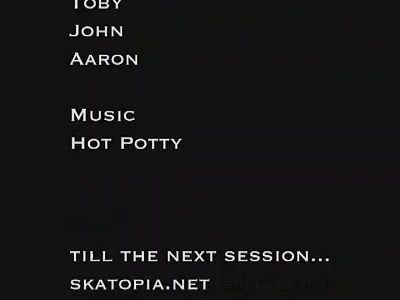 Toby
John
Aaron
Music
Hot Potty
till the next session...
skatopia.net